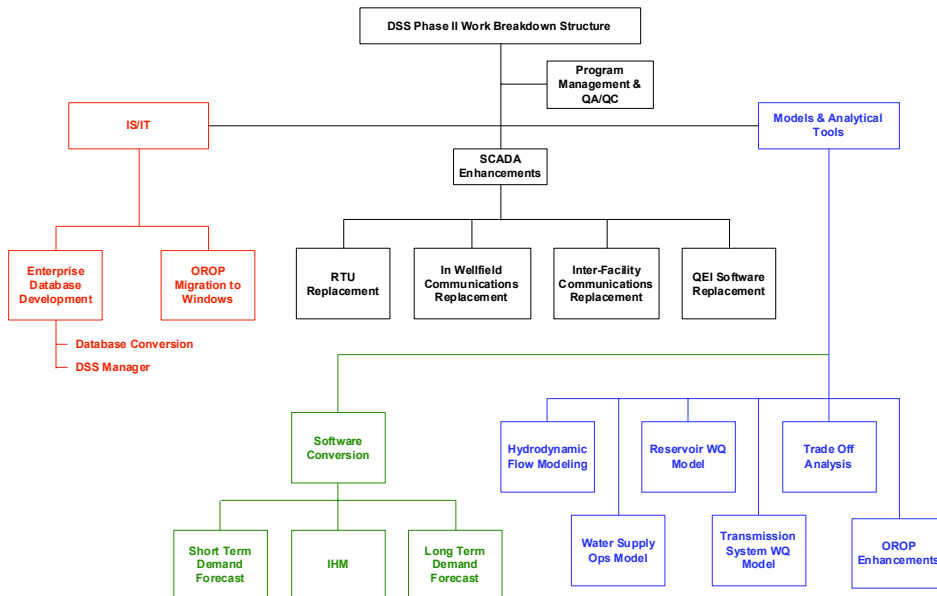 DSS Phase II Work Breakdown Structure
Program
Management &
QA/QC
IS/IT
Models & Analytical
Tools
SCADA
Enhancements
Enterprise
Database
Development
OROP
Migration to
Windows
RTU
Replacement
In Wellfield
Communications
Replacement
Inter-Facility
Communications
Replacement
QEI Software
Replacement
Database Conversion
DSS Manager
Software
Conversion
Hydrodynamic
Flow Modeling
Reservoir WQ
Model
Trade Off
Analysis
Short Term
Demand
Forecast
IHM
Long Term
Demand
Forecast
Water Supply
Ops Model
Transmission
System WQ
Model
OROP
Enhancements